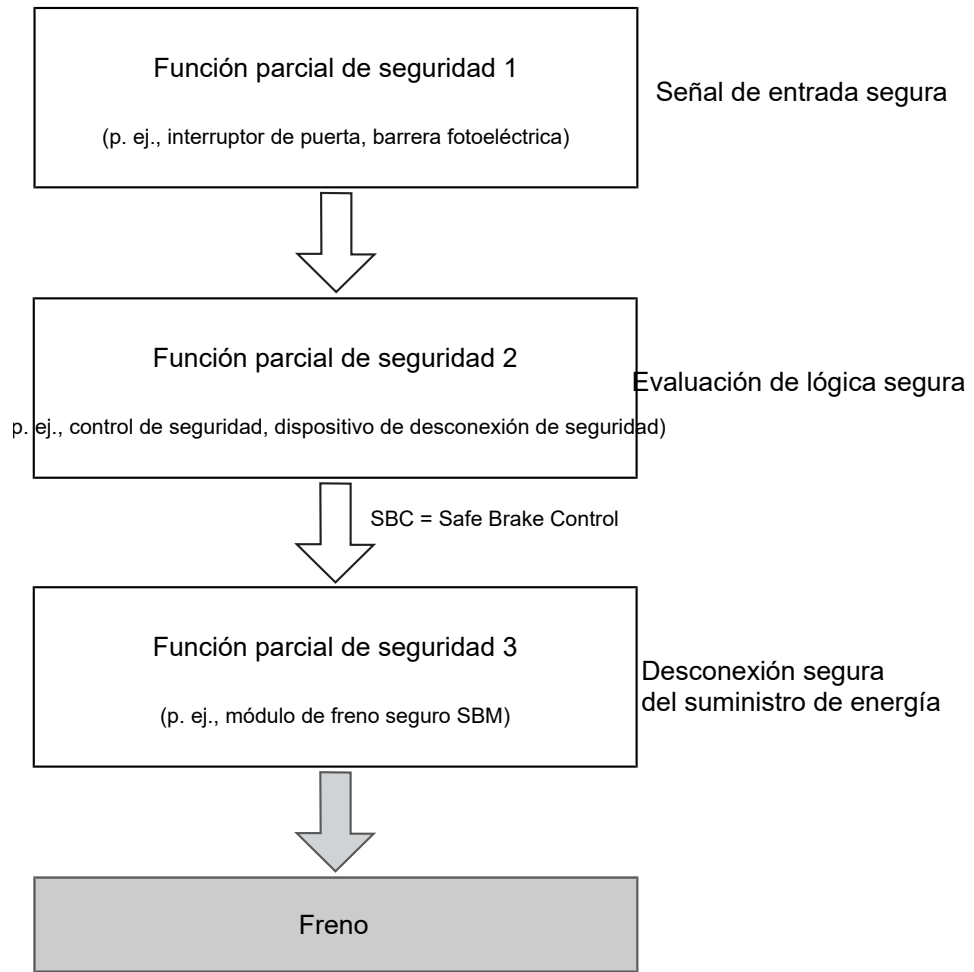 Función parcial de seguridad 1
Señal de entrada segura
(p. ej., interruptor de puerta, barrera fotoeléctrica)
Función parcial de seguridad 2
Evaluación de lógica segura
p. ej., control de seguridad, dispositivo de desconexión de seguridad)
SBC = Safe Brake Control
Función parcial de seguridad 3
Desconexión segura
del suministro de energía
(p. ej., módulo de freno seguro SBM)
Freno